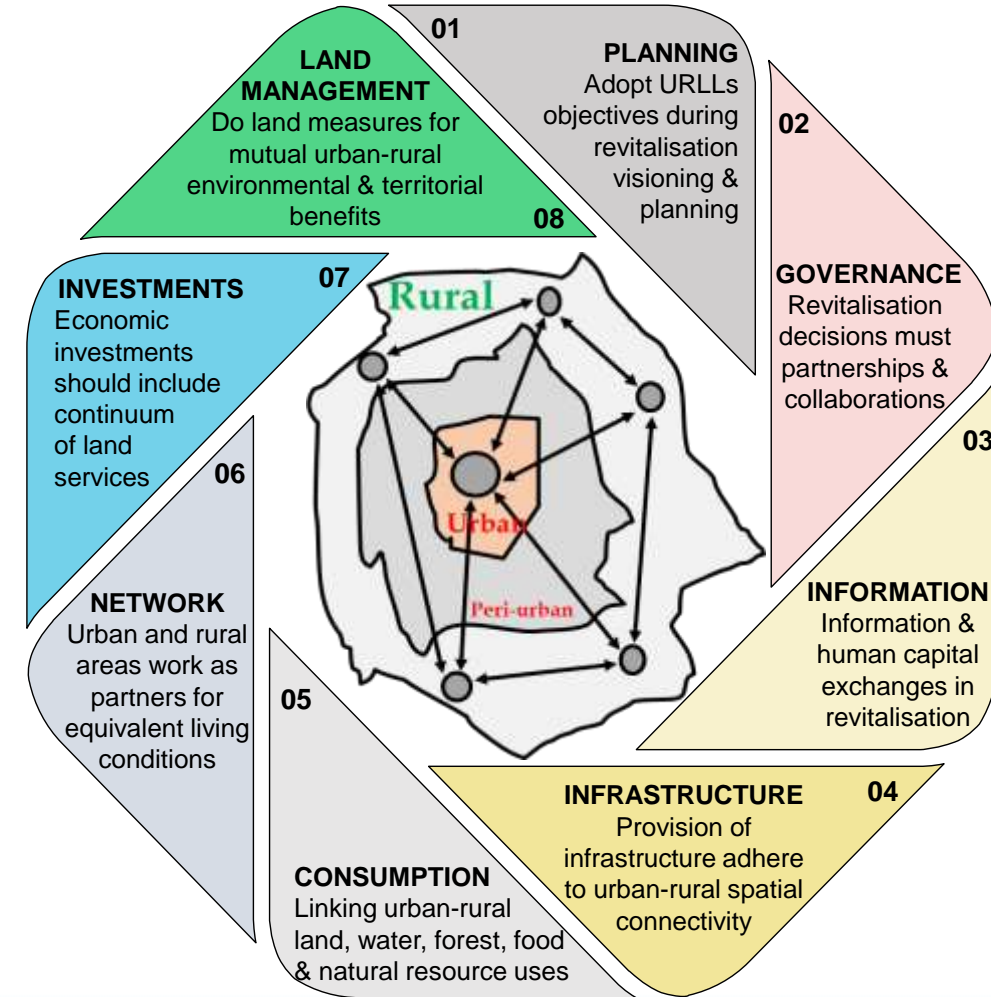 01
PLANNING
Adopt URLLs
objectives during
revitalisation
visioning &
planning
02
GOVERNANCE
Revitalisation
decisions must
partnerships &
collaborations
03
INFORMATION
Information &
human capital
exchanges in
revitalisation
04
INFRASTRUCTURE
Provision of
infrastructure adhere
to urban-rural spatial
connectivity
05
CONSUMPTION
Linking urban-rural
land, water, forest, food
& natural resource uses
06
NETWORK
Urban and rural
areas work as
partners for
equivalent living
conditions
07
INVESTMENTS
Economic
investments
should include
continuum
of land
services
LAND
MANAGEMENT
Do land measures for
mutual urban-rural
environmental & territorial
benefits
08
Rural
Urban
Peri-urban